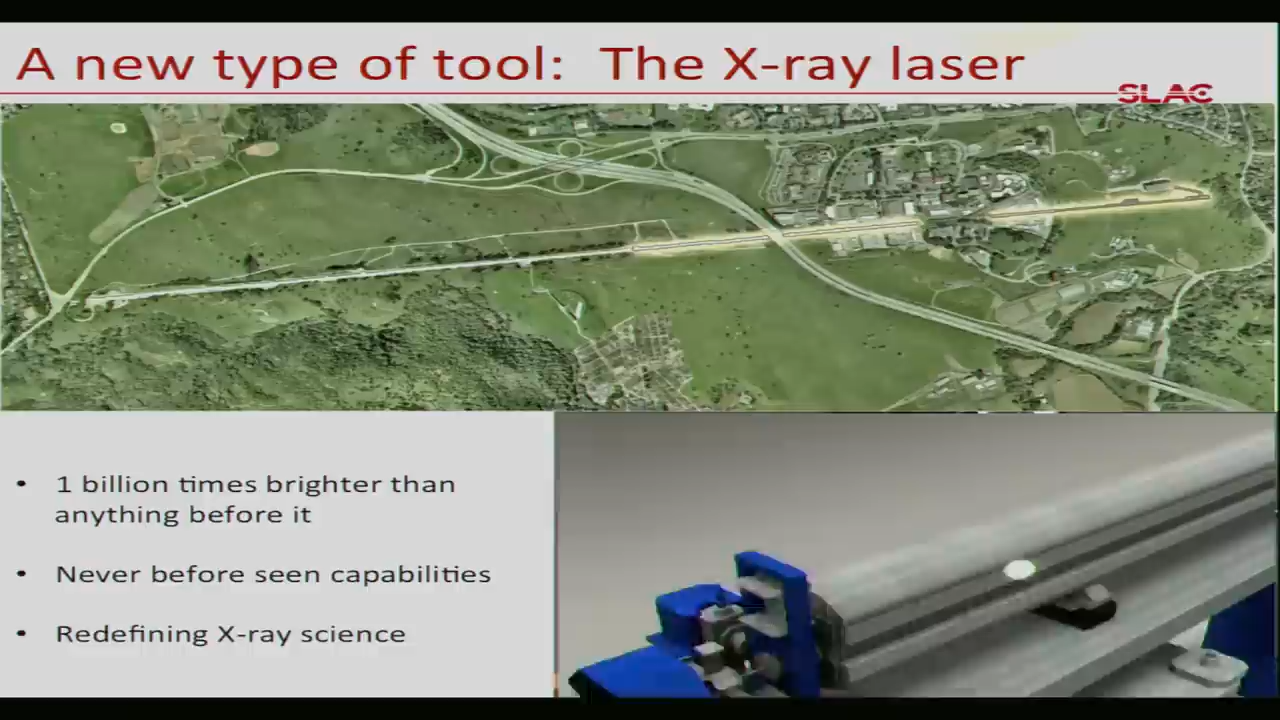 A new type of tool: The X-ray laser
SLAC
• 1 billion times brighter than
anything before it
• Never before seen capabilities
• Redefining X-ray science